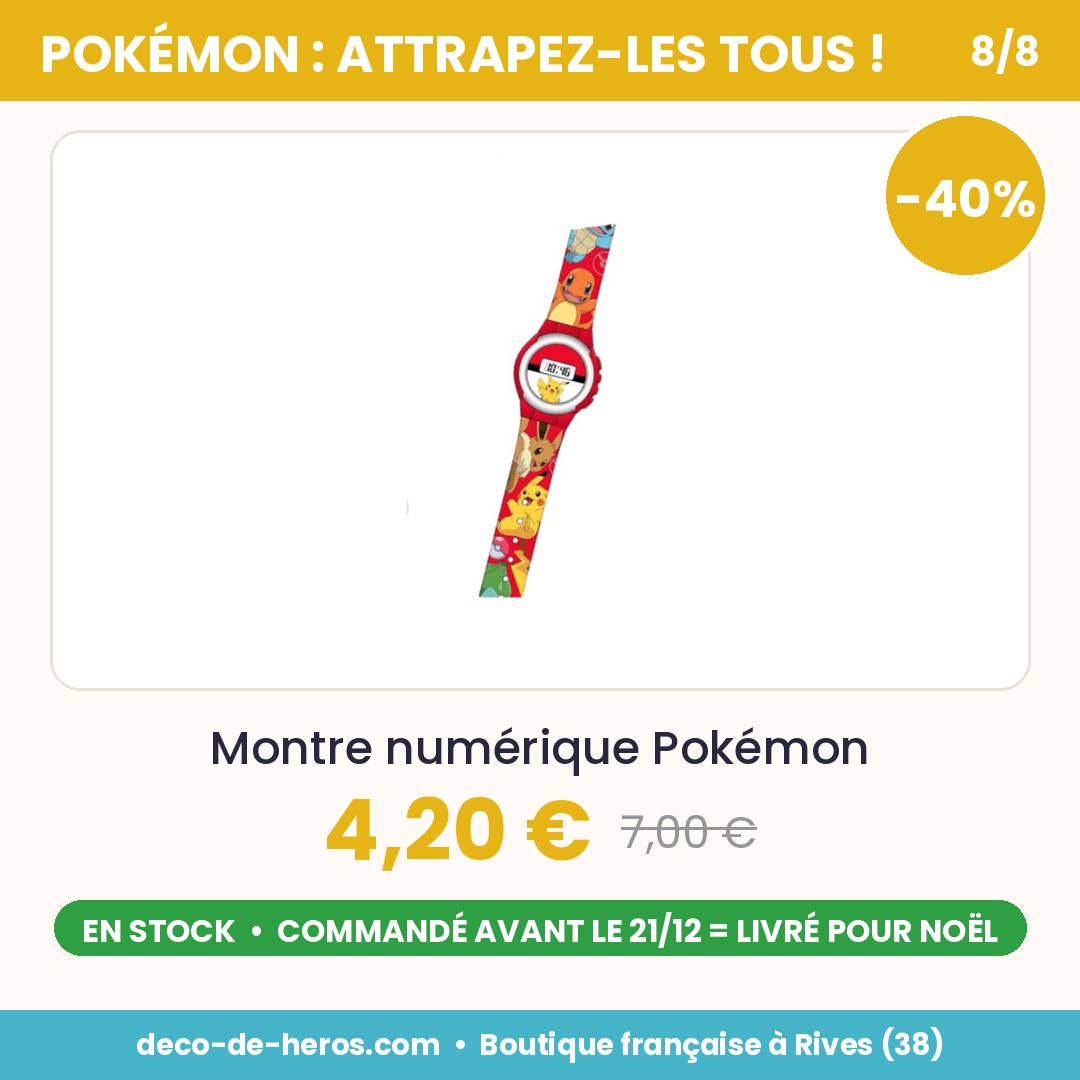 POKÉMON : ATTRAPEZ-LES TOUS !
8/8
-40%
10:46
Montre numérique Pokémon
4,20 € 7,00 €
EN STOCK • COMMANDÉ AVANT LE 21/12 = LIVRÉ POUR NOËL
deco-de-heros.com • Boutique française à Rives (38)